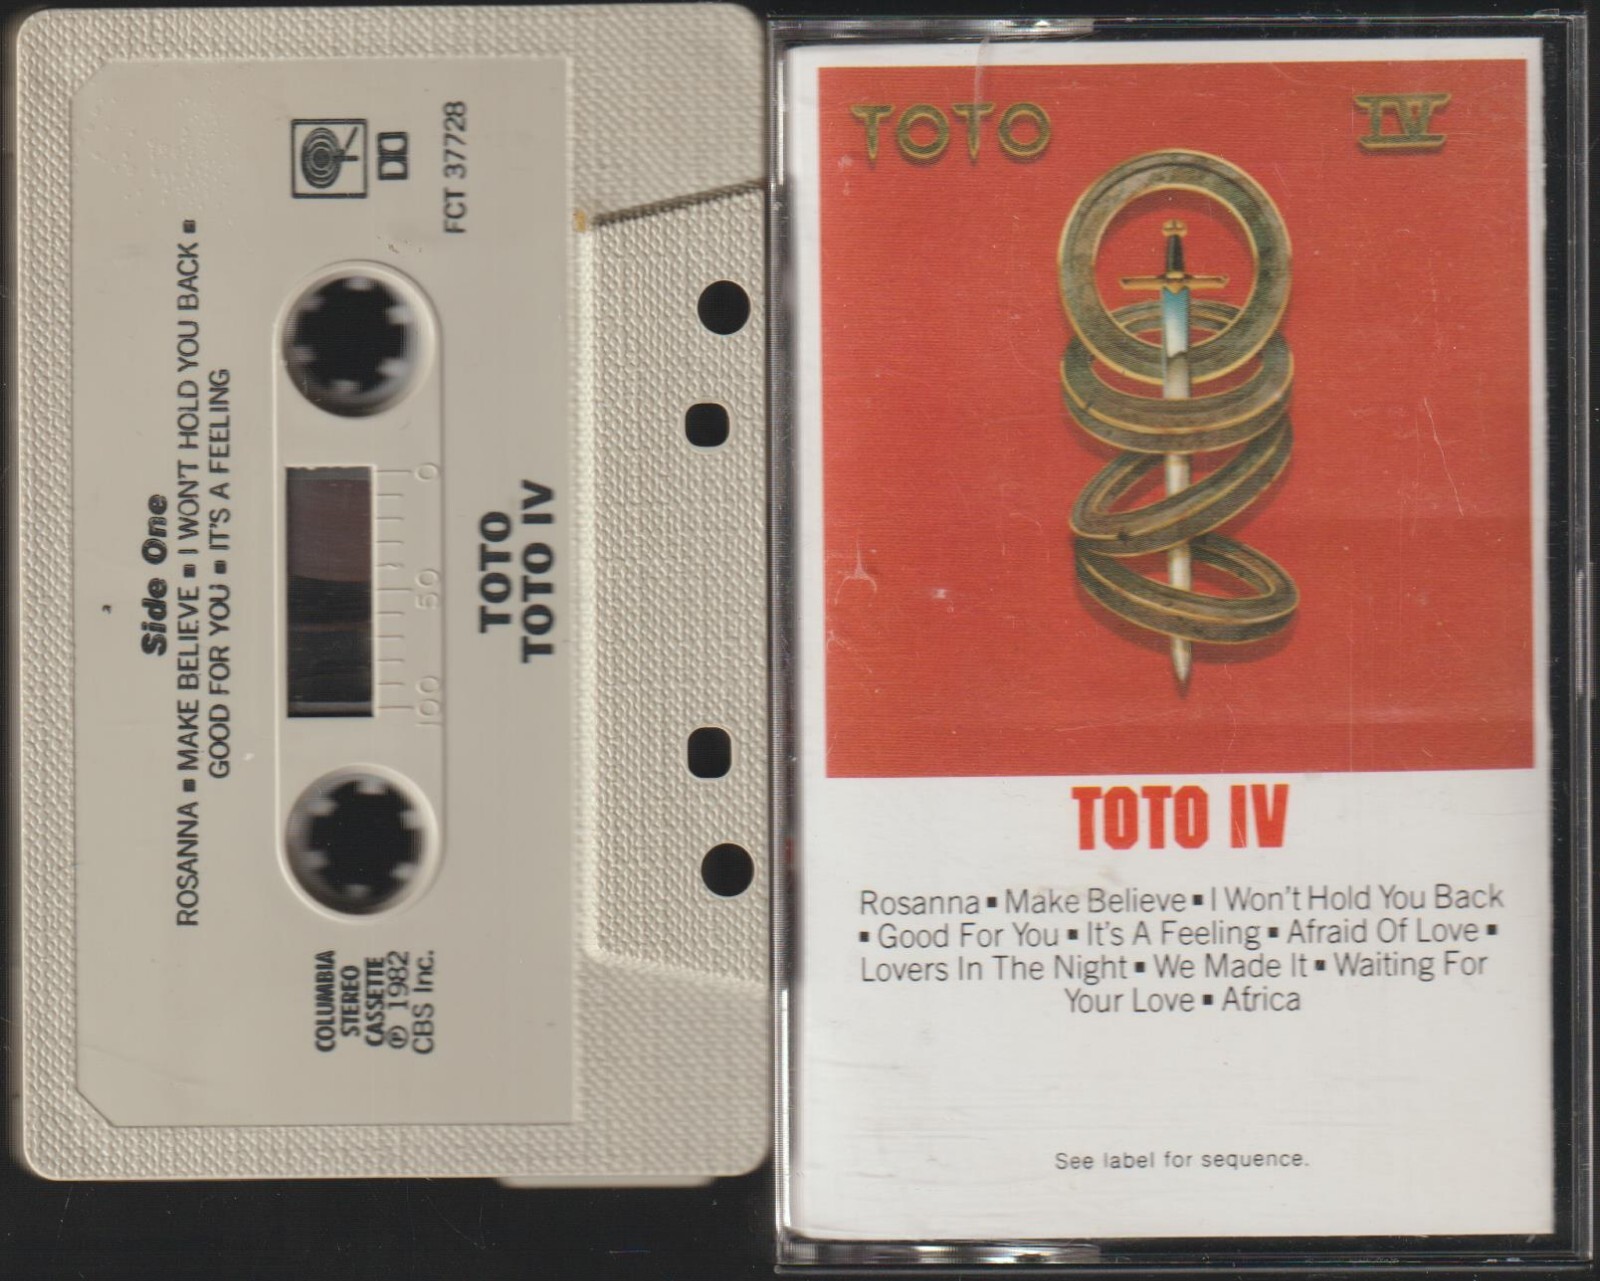 Side One
ROSANNA ▪ MAKE BELIEVE ▪ I WON'T HOLD YOU BACK ▪
GOOD FOR YOU ▪ IT'S A FEELING
COLUMBIA
STEREO
CASSETTE
℗ 1982
CBS Inc.
100 50 0
FCT 37728
TOTO
TOTO IV
TOTO IV
TOTO IV
Rosanna ▪ Make Believe ▪ I Won't Hold You Back
▪ Good For You ▪ It's A Feeling ▪ Afraid Of Love ▪
Lovers In The Night ▪ We Made It ▪ Waiting For
Your Love ▪ Africa
See label for sequence.